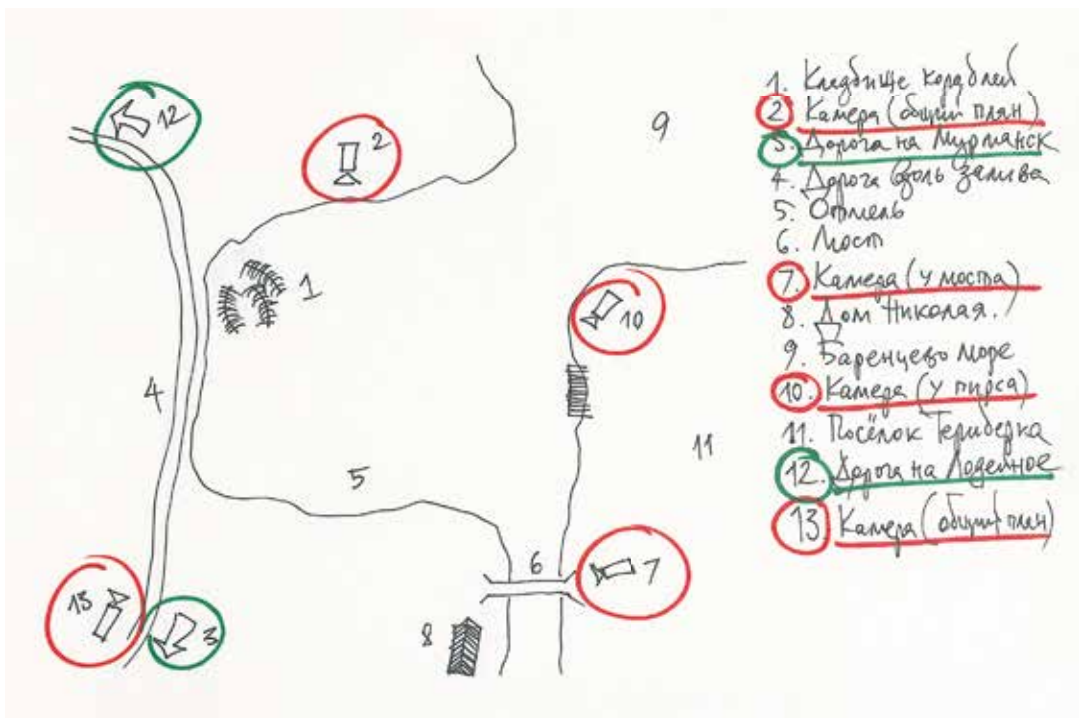 12
2
9
1
10
4
11
5
6
7
13
3
8
1. Кладбище кораблей
2 Камера (общий план)
3. Дорога на Мурманск
4. Дорога вдоль залива
5. Отмель
6. Мост
7. Камера (у моста)
8. Дом Николая.
9. Баренцево море
10. Камера (у пирса)
11. Посёлок Териберка
12. Дорога на Лодейное
13 Камера (общий план)